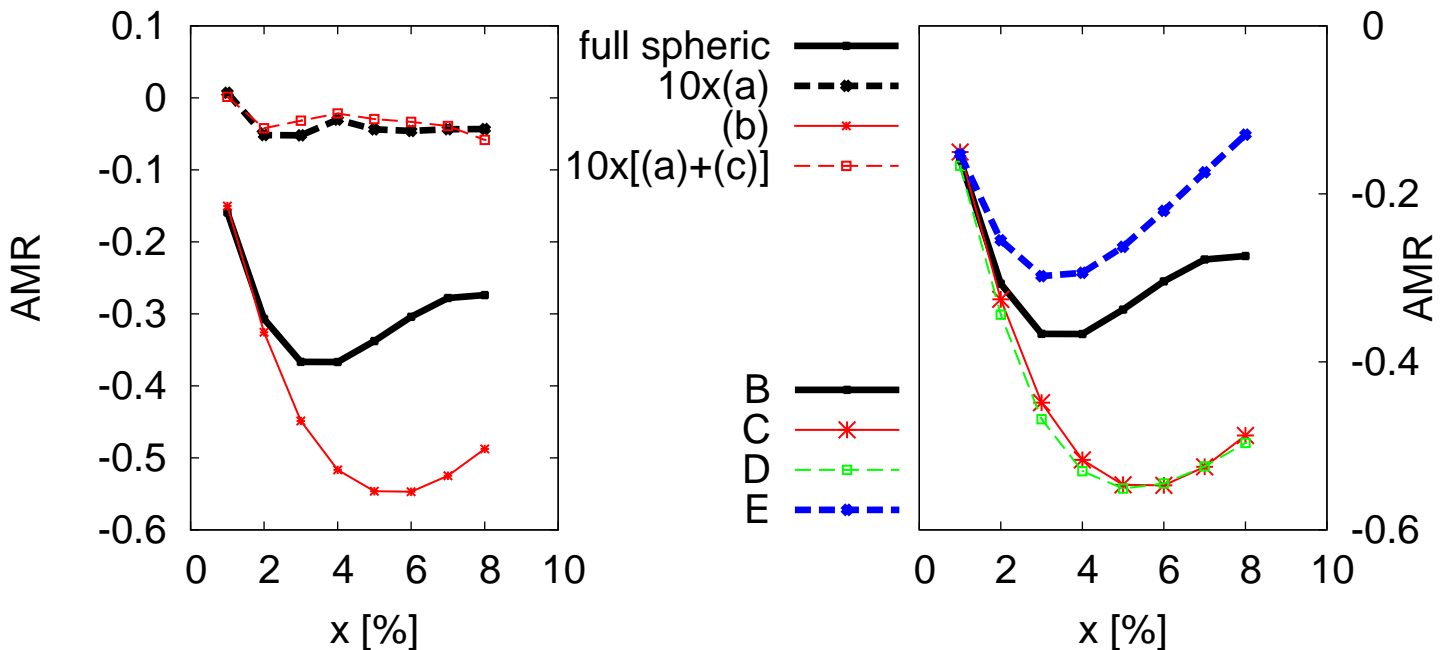 0.1
0
-0.1
-0.2
-0.3
-0.4
-0.5
-0.6
AMR
0 2 4 6 8 10
x [%]
full spheric
10x(a)
(b)
10x[(a)+(c)]
B
C
D
E
0
-0.2
-0.4
-0.6
AMR
0 2 4 6 8 10
x [%]